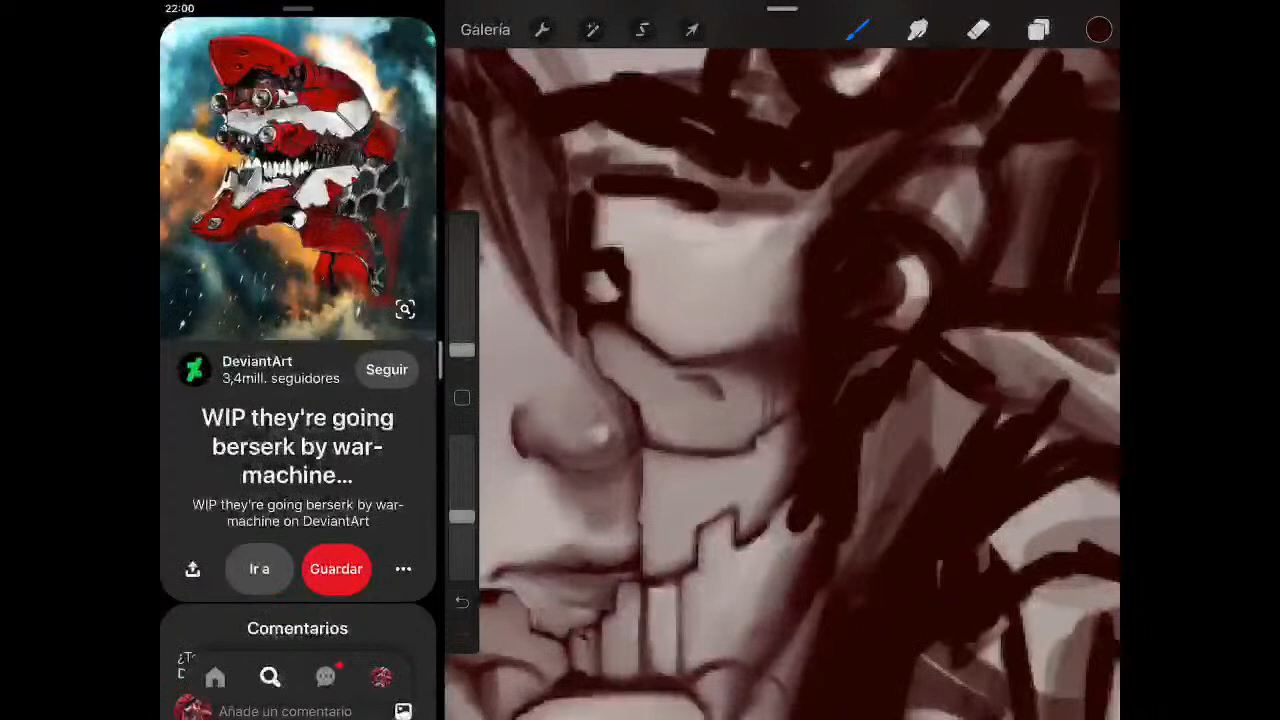 22:00
Galería
DeviantArt
3,4mill. seguidores
Seguir
WIP they're going
berserk by war-
machine...
WIP they're going berserk by war-
machine on DeviantArt
Ir a
Guardar
Comentarios
Añade un comentario